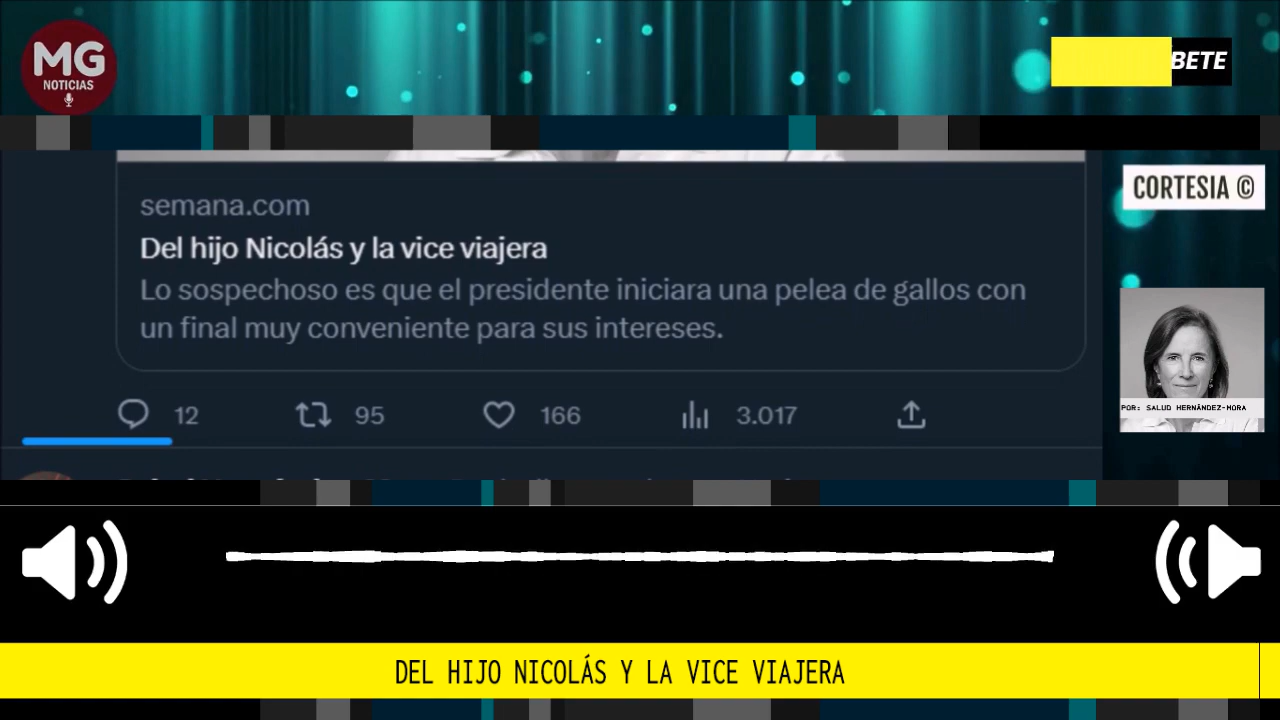 MG
NOTICIAS
BETE
CORTESIA ©
semana.com
Del hijo Nicolás y la vice viajera
Lo sospechoso es que el presidente iniciara una pelea de gallos con
un final muy conveniente para sus intereses.
12 95 166 3.017
POR: SALUD HERNÁNDEZ-MORA
DEL HIJO NICOLÁS Y LA VICE VIAJERA